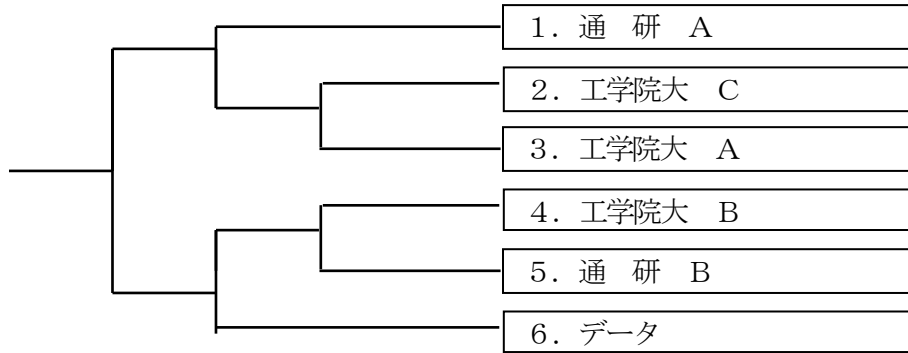 １．通　研　Ａ
２．工学院大　Ｃ
３．工学院大　Ａ
４．工学院大　Ｂ
５．通　研　Ｂ
６．データ